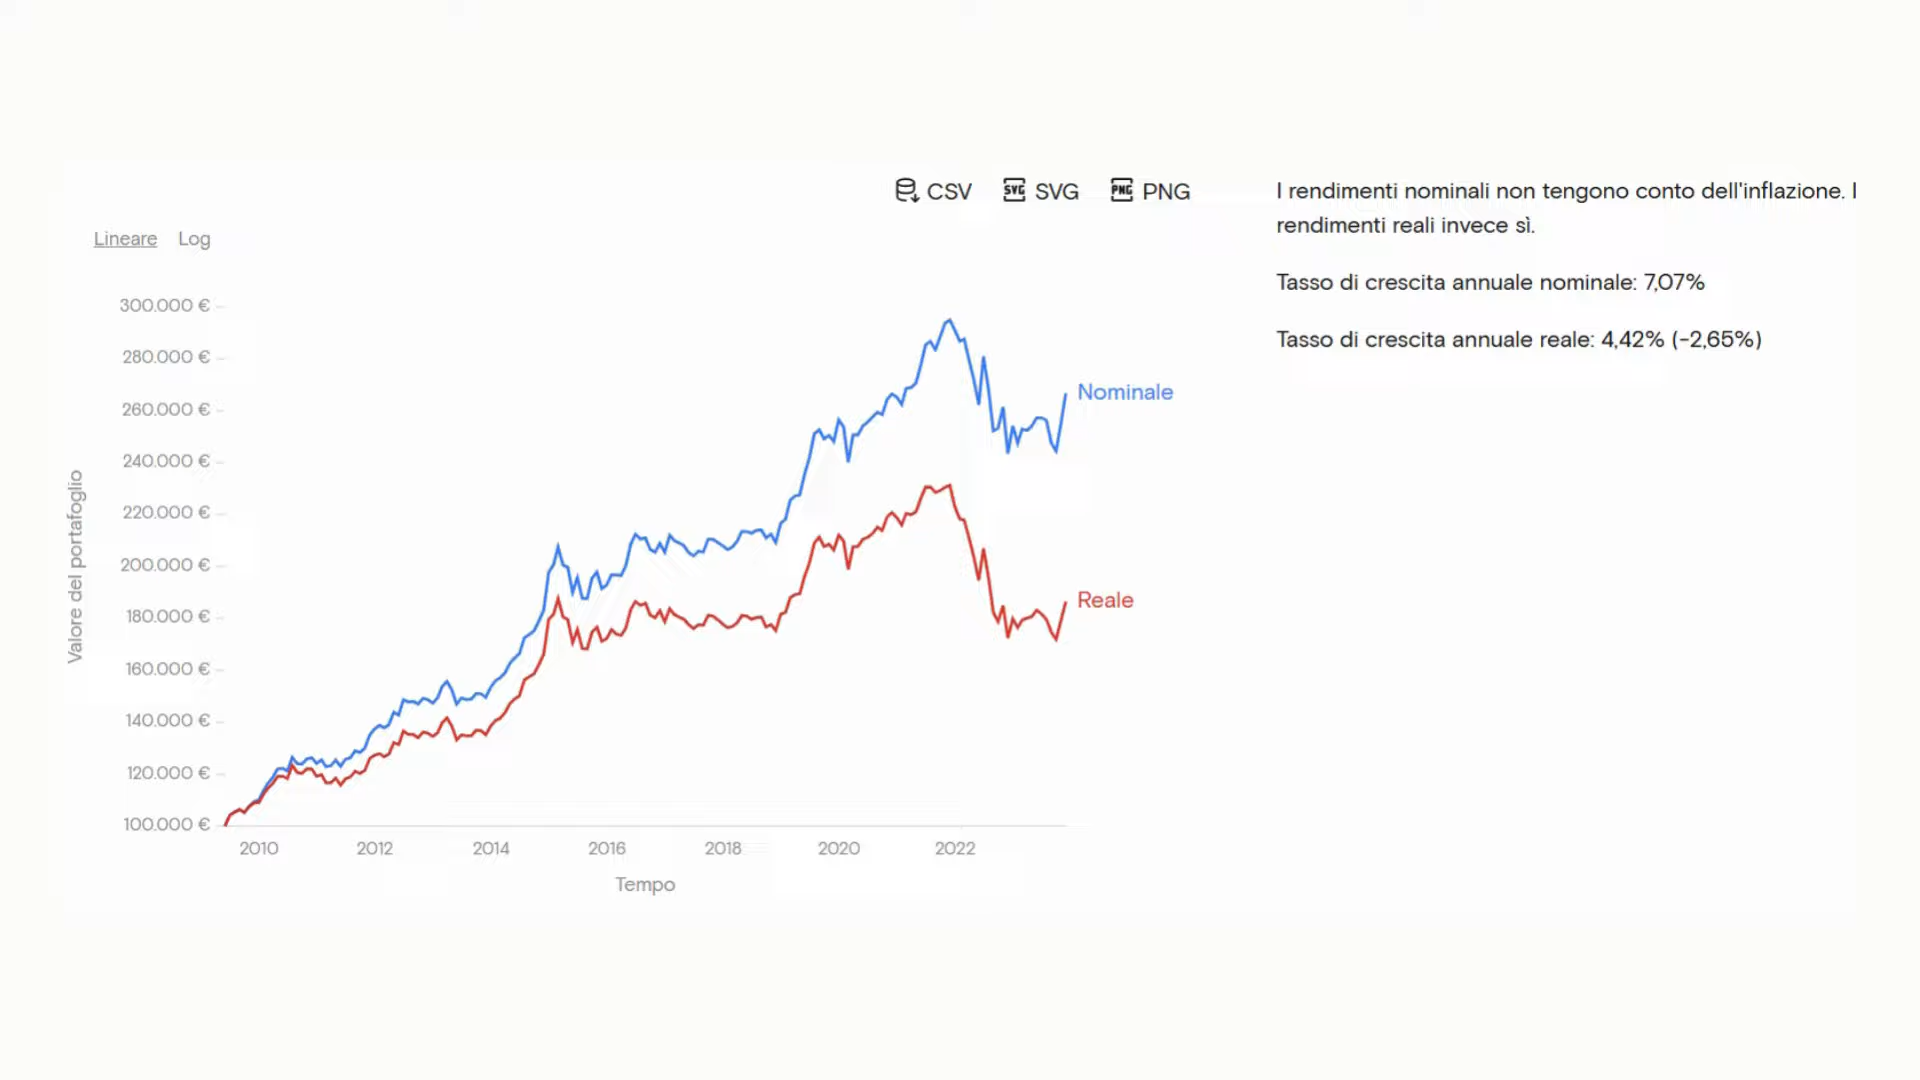 CSV SVG PNG
Lineare Log
300.000 €
280.000 €
260.000 €
240.000 €
220.000 €
200.000 €
180.000 €
160.000 €
140.000 €
120.000 €
100.000 €
Valore del portafoglio
2010 2012 2014 2016 2018 2020 2022
Tempo
Nominale
Reale
I rendimenti nominali non tengono conto dell'inflazione. I
rendimenti reali invece sì.
Tasso di crescita annuale nominale: 7,07%
Tasso di crescita annuale reale: 4,42% (-2,65%)